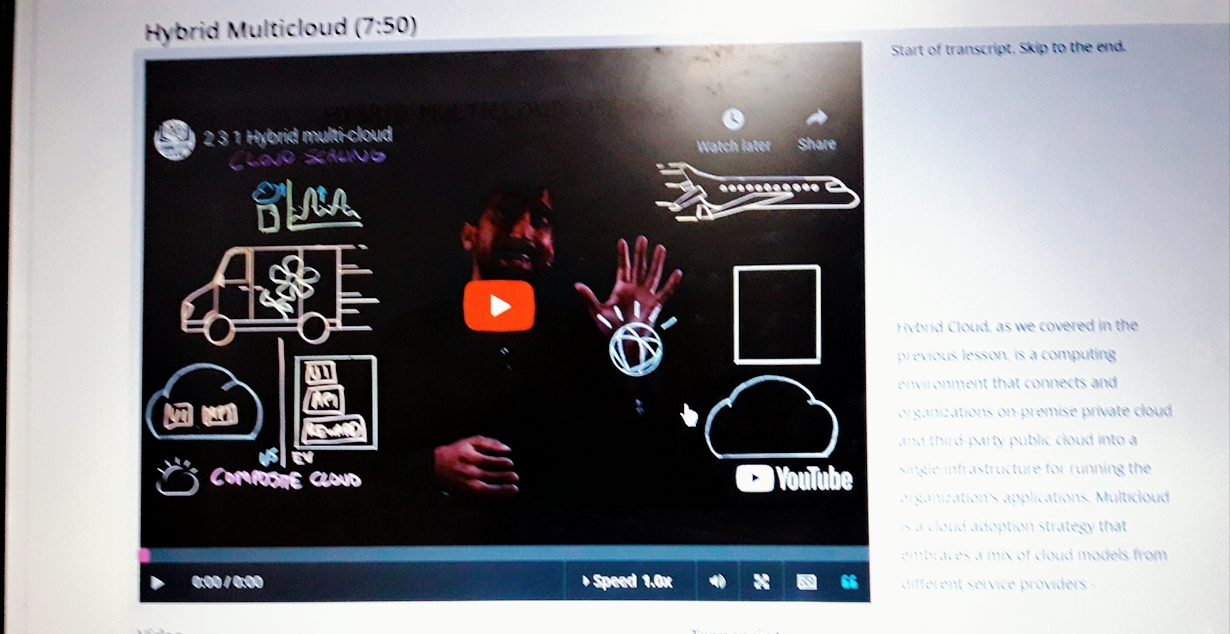 Hybrid Multicloud (7:50)
Start of transcript. Skip to the end.
2 3 1 Hybrid multi-cloud
CLOUD SCALING
Watch later
Share
UI
API
UI
API
REWARD
US
EU
COMPOSITE CLOUD
YouTube
0:00 / 0:00
Speed 1.0x
Hybrid Cloud, as we covered in the
previous lesson, is a computing
environment that connects and
organizations on-premise private cloud
and third-party public cloud into a
single infrastructure for running the
organization's applications. Multicloud
is a cloud adoption strategy that
embraces a mix of cloud models from
different service providers -
Video